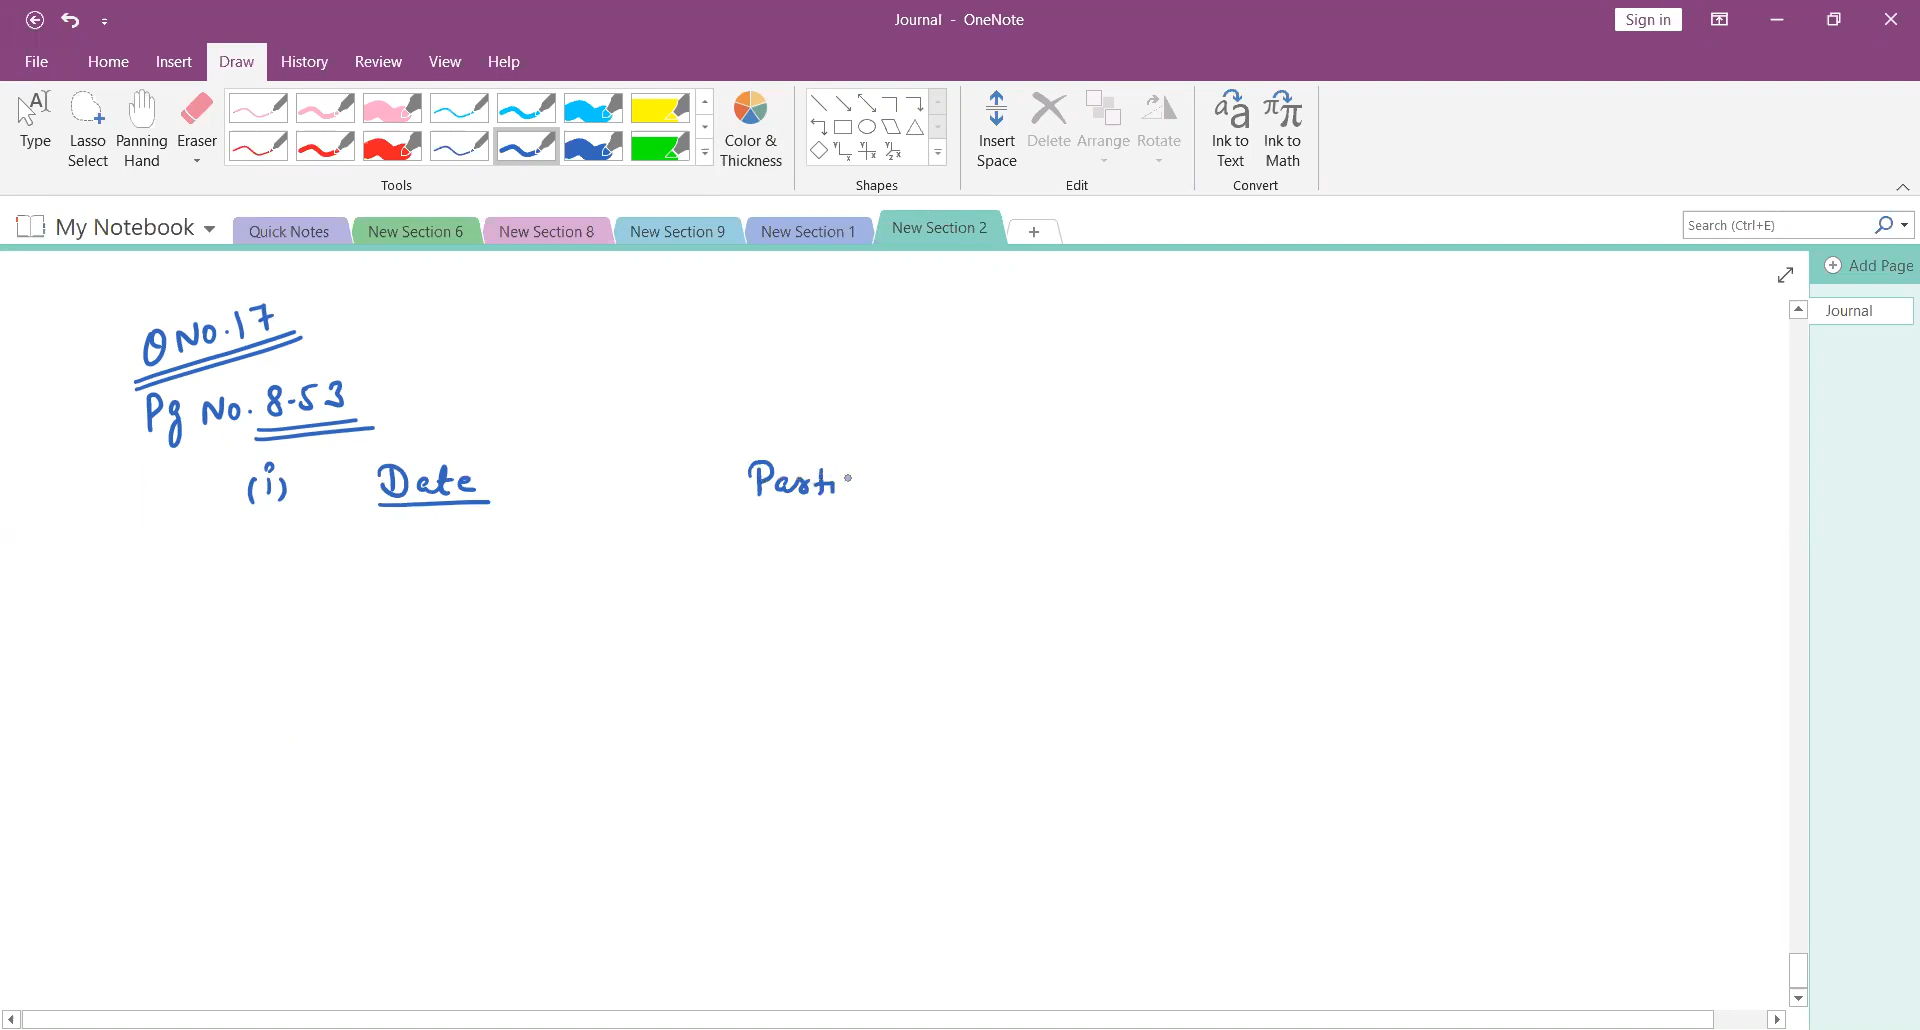 Journal - OneNote
Sign in
File Home Insert Draw History Review View Help
Type
Lasso Select
Panning Hand
Eraser
Color & Thickness
Insert Space
Delete
Arrange
Rotate
Ink to Text
Ink to Math
Tools
Shapes
Edit
Convert
My Notebook
Quick Notes
New Section 6
New Section 8
New Section 9
New Section 1
New Section 2
Search (Ctrl+E)
Add Page
Journal
Q No. 17
Pg No. 8.53
(i) Date Parti